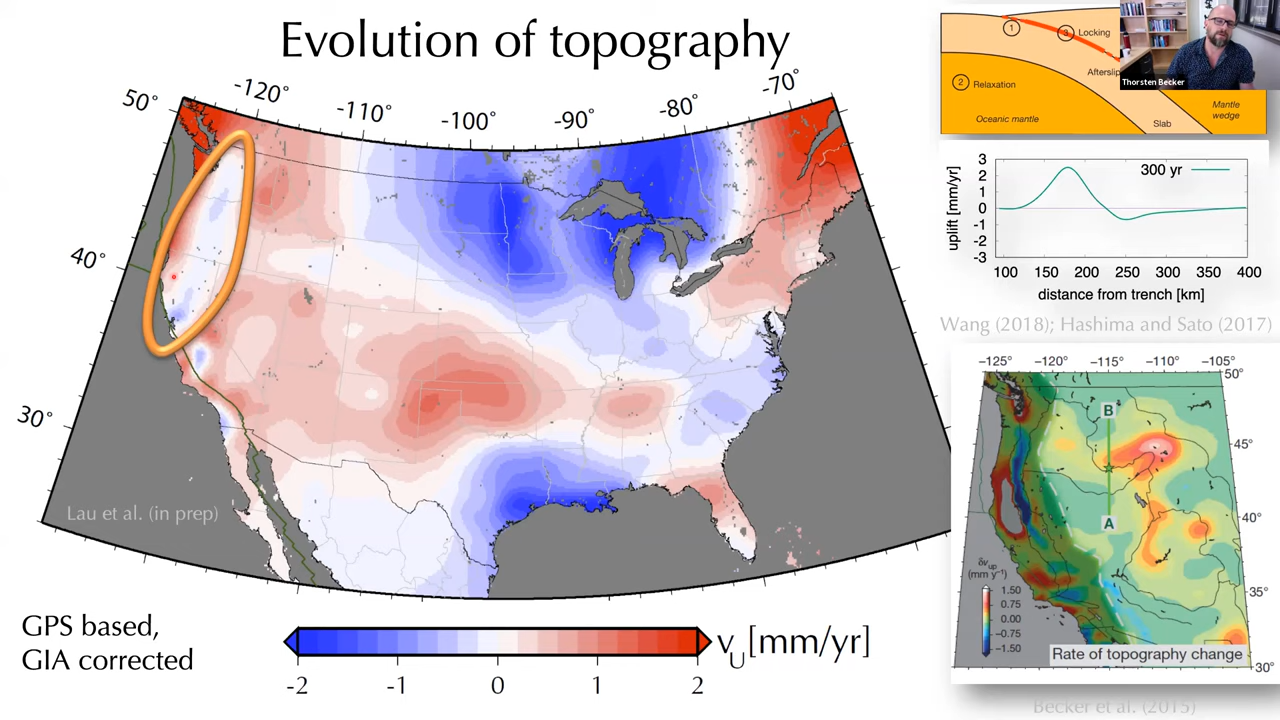 Evolution of topography
-120°
-110°
-100°
-90°
-80°
-70°
50°
40°
30°
Lau et al. (in prep)
GPS based,
GIA corrected
vU [mm/yr]
-2
-1
0
1
2
1
3
Locking
Afterslip
2
Relaxation
Oceanic mantle
Slab
Mantle
wedge
Thorsten Becker
uplift [mm/yr]
3
2
1
0
-1
-2
-3
300 yr
100
150
200
250
300
350
400
distance from trench [km]
Wang (2018); Hashima and Sato (2017)
-125°
-120°
-115°
-110°
-105°
50°
45°
40°
35°
30°
B
A
δvup
(mm y⁻¹)
1.50
0.75
0.00
−0.75
−1.50
Rate of topography change
Becker et al. (2015)